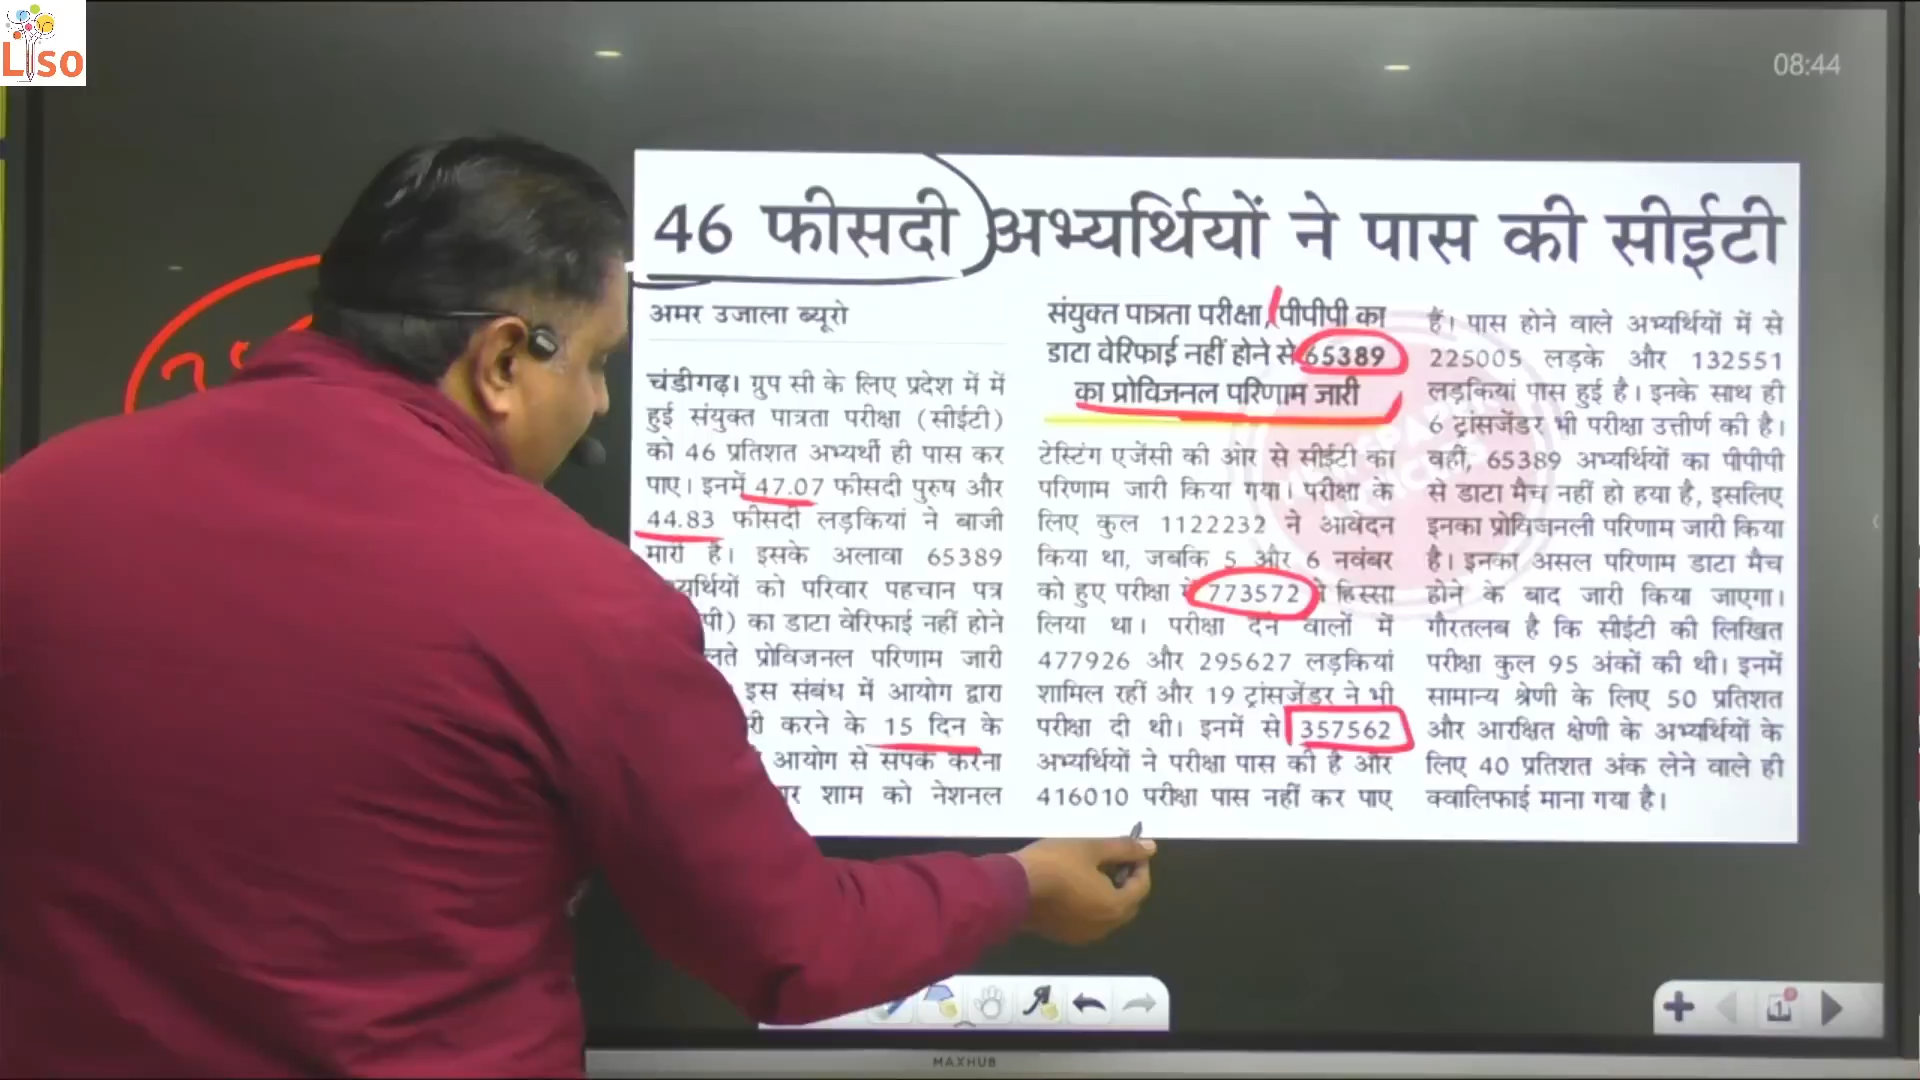 Liso
08:44
46 फीसदी अभ्यर्थियों ने पास की सीईटी
अमर उजाला ब्यूरो
चंडीगढ़। ग्रुप सी के लिए प्रदेश में में
हुई संयुक्त पात्रता परीक्षा (सीईटी)
को 46 प्रतिशत अभ्यर्थी ही पास कर
पाए। इनमें 47.07 फीसदी पुरुष और
44.83 फीसदी लड़कियां ने बाजी
मारी है। इसके अलावा 65389
यर्थियों को परिवार पहचान पत्र
पी) का डाटा वेरिफाई नहीं होने
लते प्रोविजनल परिणाम जारी
इस संबंध में आयोग द्वारा
री करने के 15 दिन के
आयोग से संपर्क करना
र शाम को नेशनल
संयुक्त पात्रता परीक्षा, पीपीपी का
डाटा वेरिफाई नहीं होने से 65389
का प्रोविजनल परिणाम जारी
टेस्टिंग एजेंसी की ओर से सीईटी का
परिणाम जारी किया गया। परीक्षा के
लिए कुल 1122232 ने आवेदन
किया था, जबकि 5 और 6 नवंबर
को हुए परीक्षा में 773572 ने हिस्सा
लिया था। परीक्षा देने वालों में
477926 और 295627 लड़कियां
शामिल रहीं और 19 ट्रांसजेंडर ने भी
परीक्षा दी थी। इनमें से 357562
अभ्यर्थियों ने परीक्षा पास की है और
416010 परीक्षा पास नहीं कर पाए
हैं। पास होने वाले अभ्यर्थियों में से
225005 लड़के और 132551
लड़कियां पास हुई है। इनके साथ ही
6 ट्रांसजेंडर भी परीक्षा उत्तीर्ण की है।
वहीं, 65389 अभ्यर्थियों का पीपीपी
से डाटा मैच नहीं हो हया है, इसलिए
इनका प्रोविजनली परिणाम जारी किया
है। इनका असल परिणाम डाटा मैच
होने के बाद जारी किया जाएगा।
गौरतलब है कि सीईटी की लिखित
परीक्षा कुल 95 अंकों की थी। इनमें
सामान्य श्रेणी के लिए 50 प्रतिशत
और आरक्षित क्षेणी के अभ्यर्थियों के
लिए 40 प्रतिशत अंक लेने वाले ही
क्वालिफाई माना गया है।
1
MAXHUB